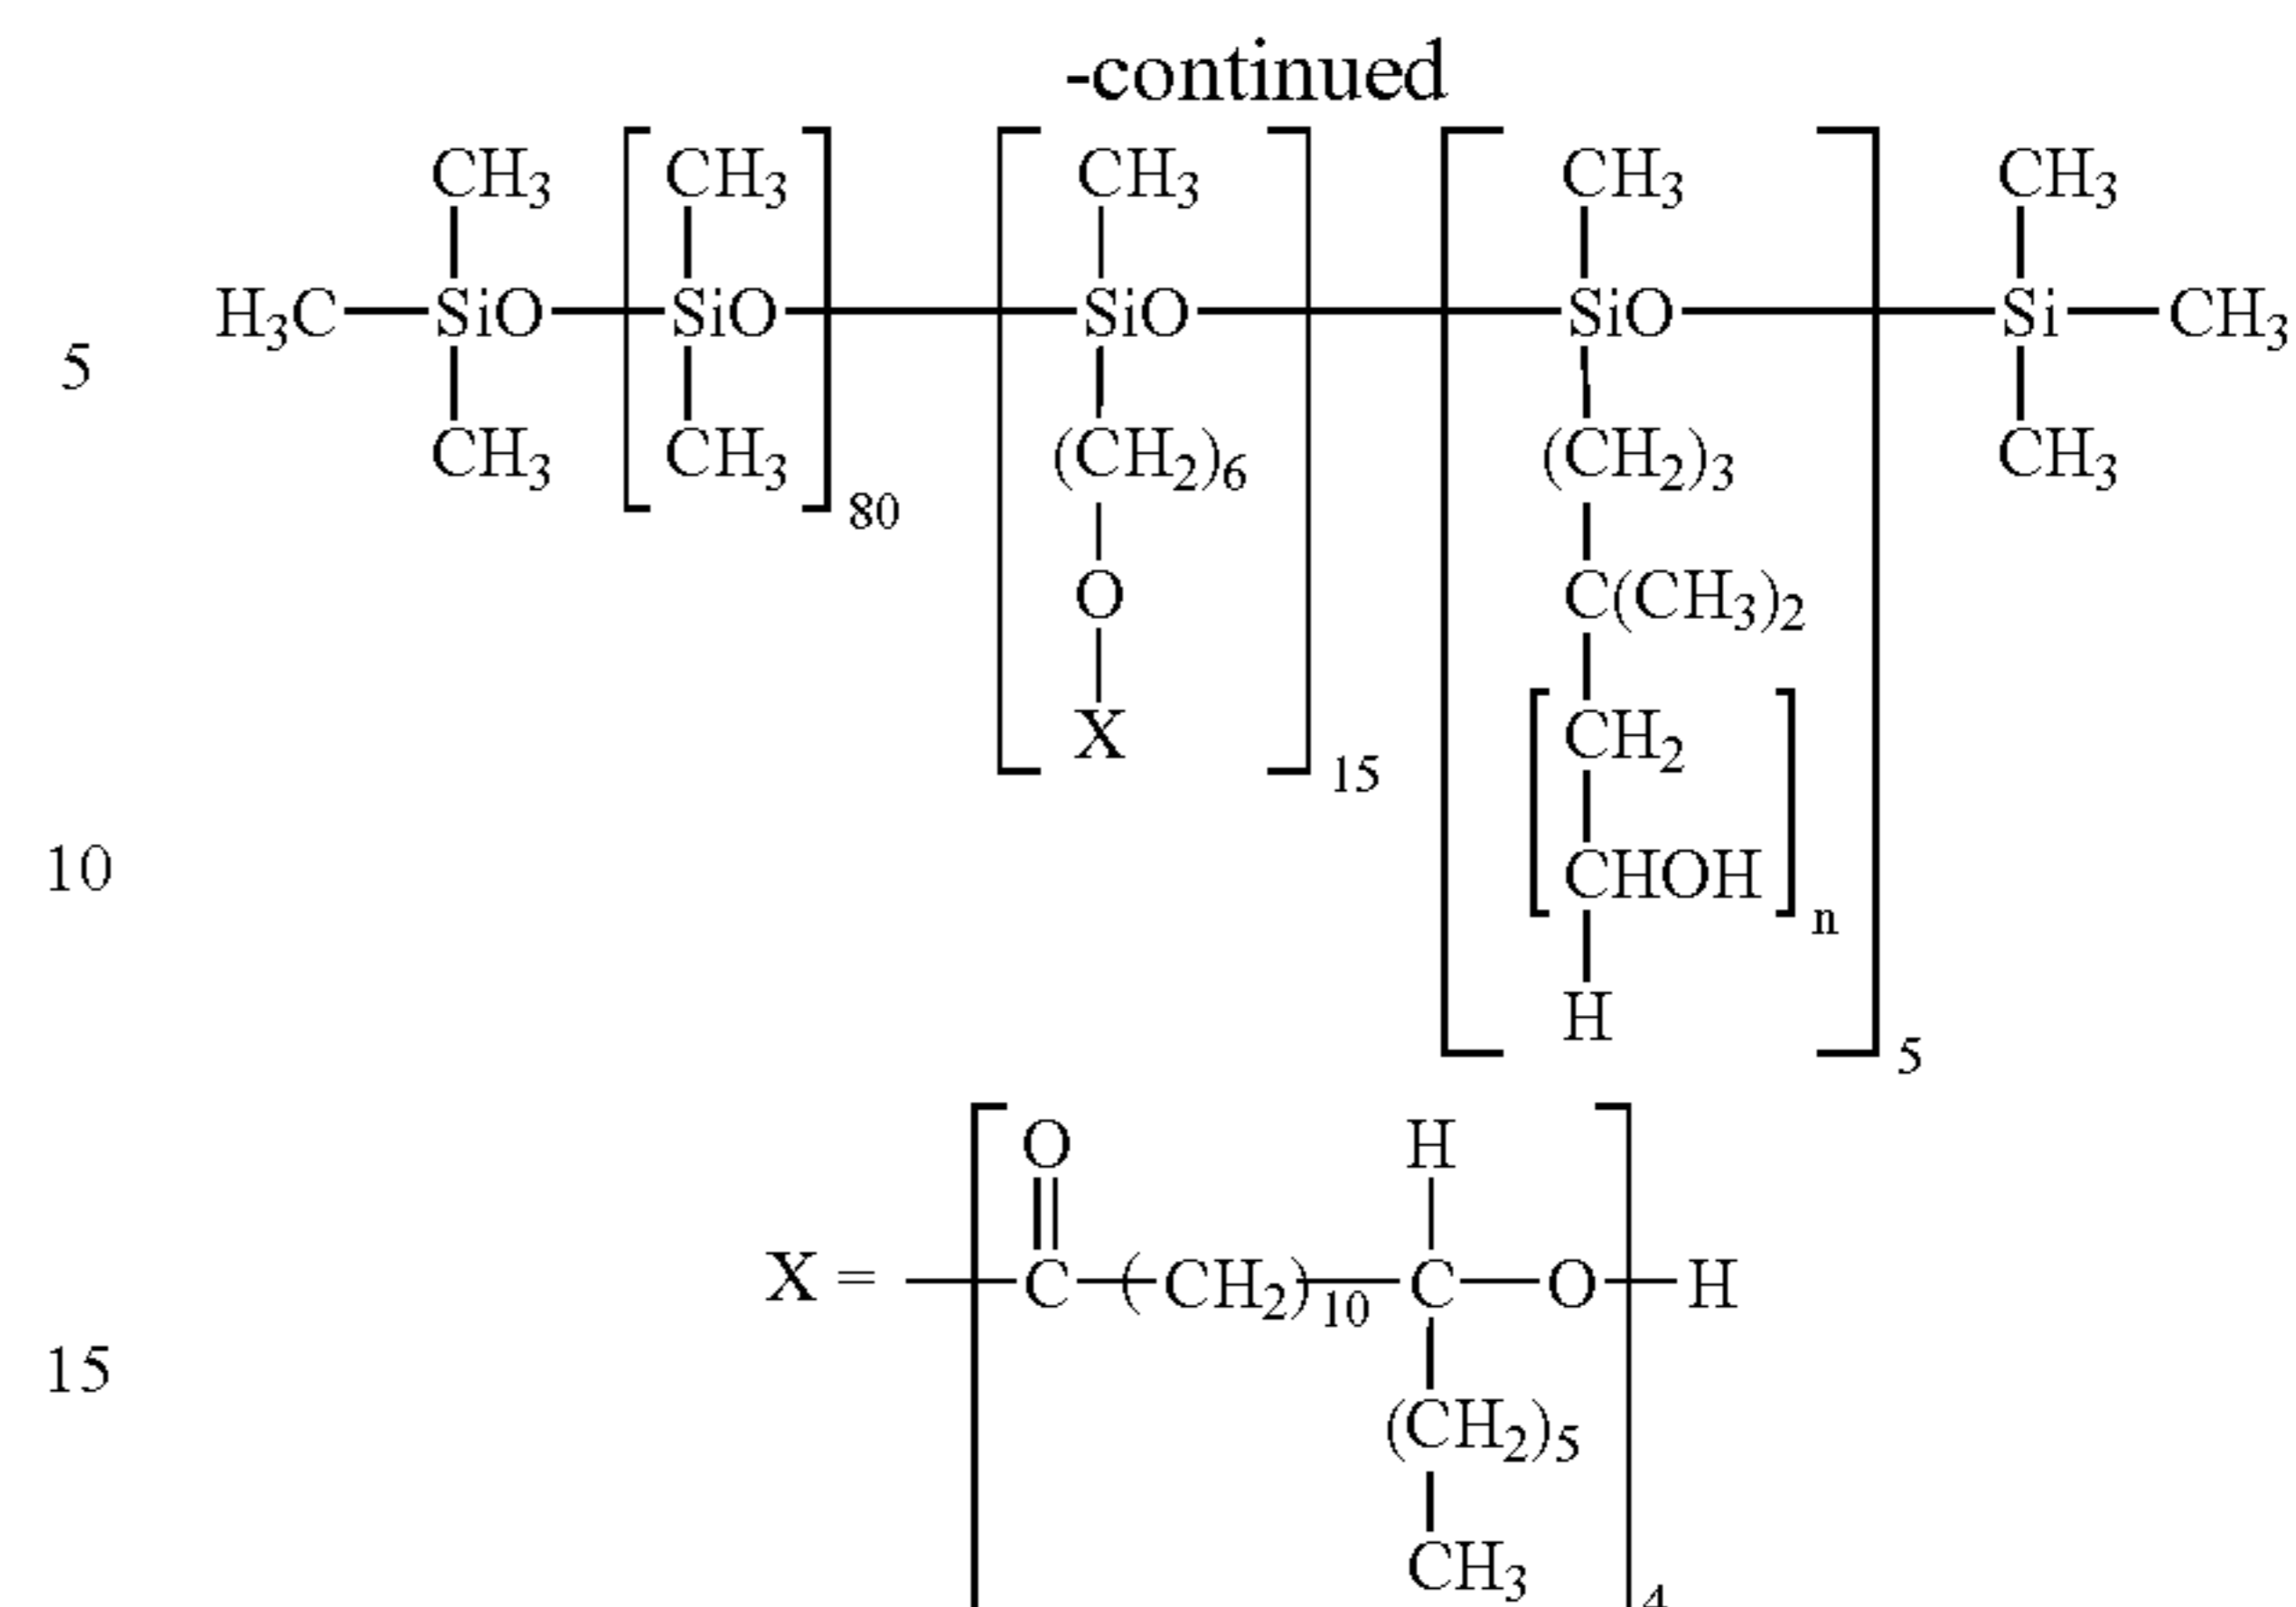 -continued
CH3 CH3 CH3 CH3 CH3
H3C SiO SiO SiO SiO Si CH3
5
CH3 CH3 (CH2)6 (CH2)3 CH3
80
O C(CH3)2
X CH2
15
10 CHOH
n
H
5
O H
X = C ( CH2 ) 10 C O H
15 (CH2)5
CH3
4